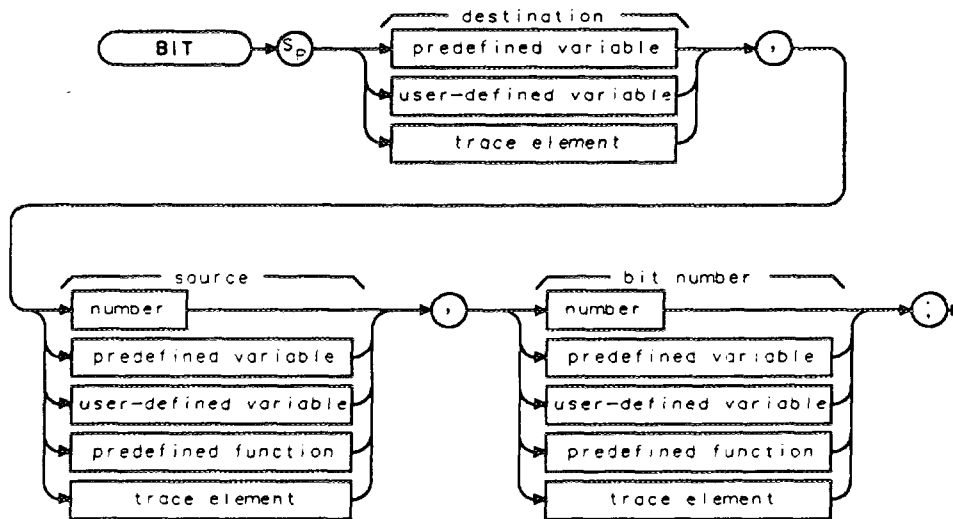 destination
BIT Sp predefined variable ,
user-defined variable
trace element
source bit number
number , number ;
predefined variable predefined variable
user-defined variable user-defined variable
predefined function predefined function
trace element trace element